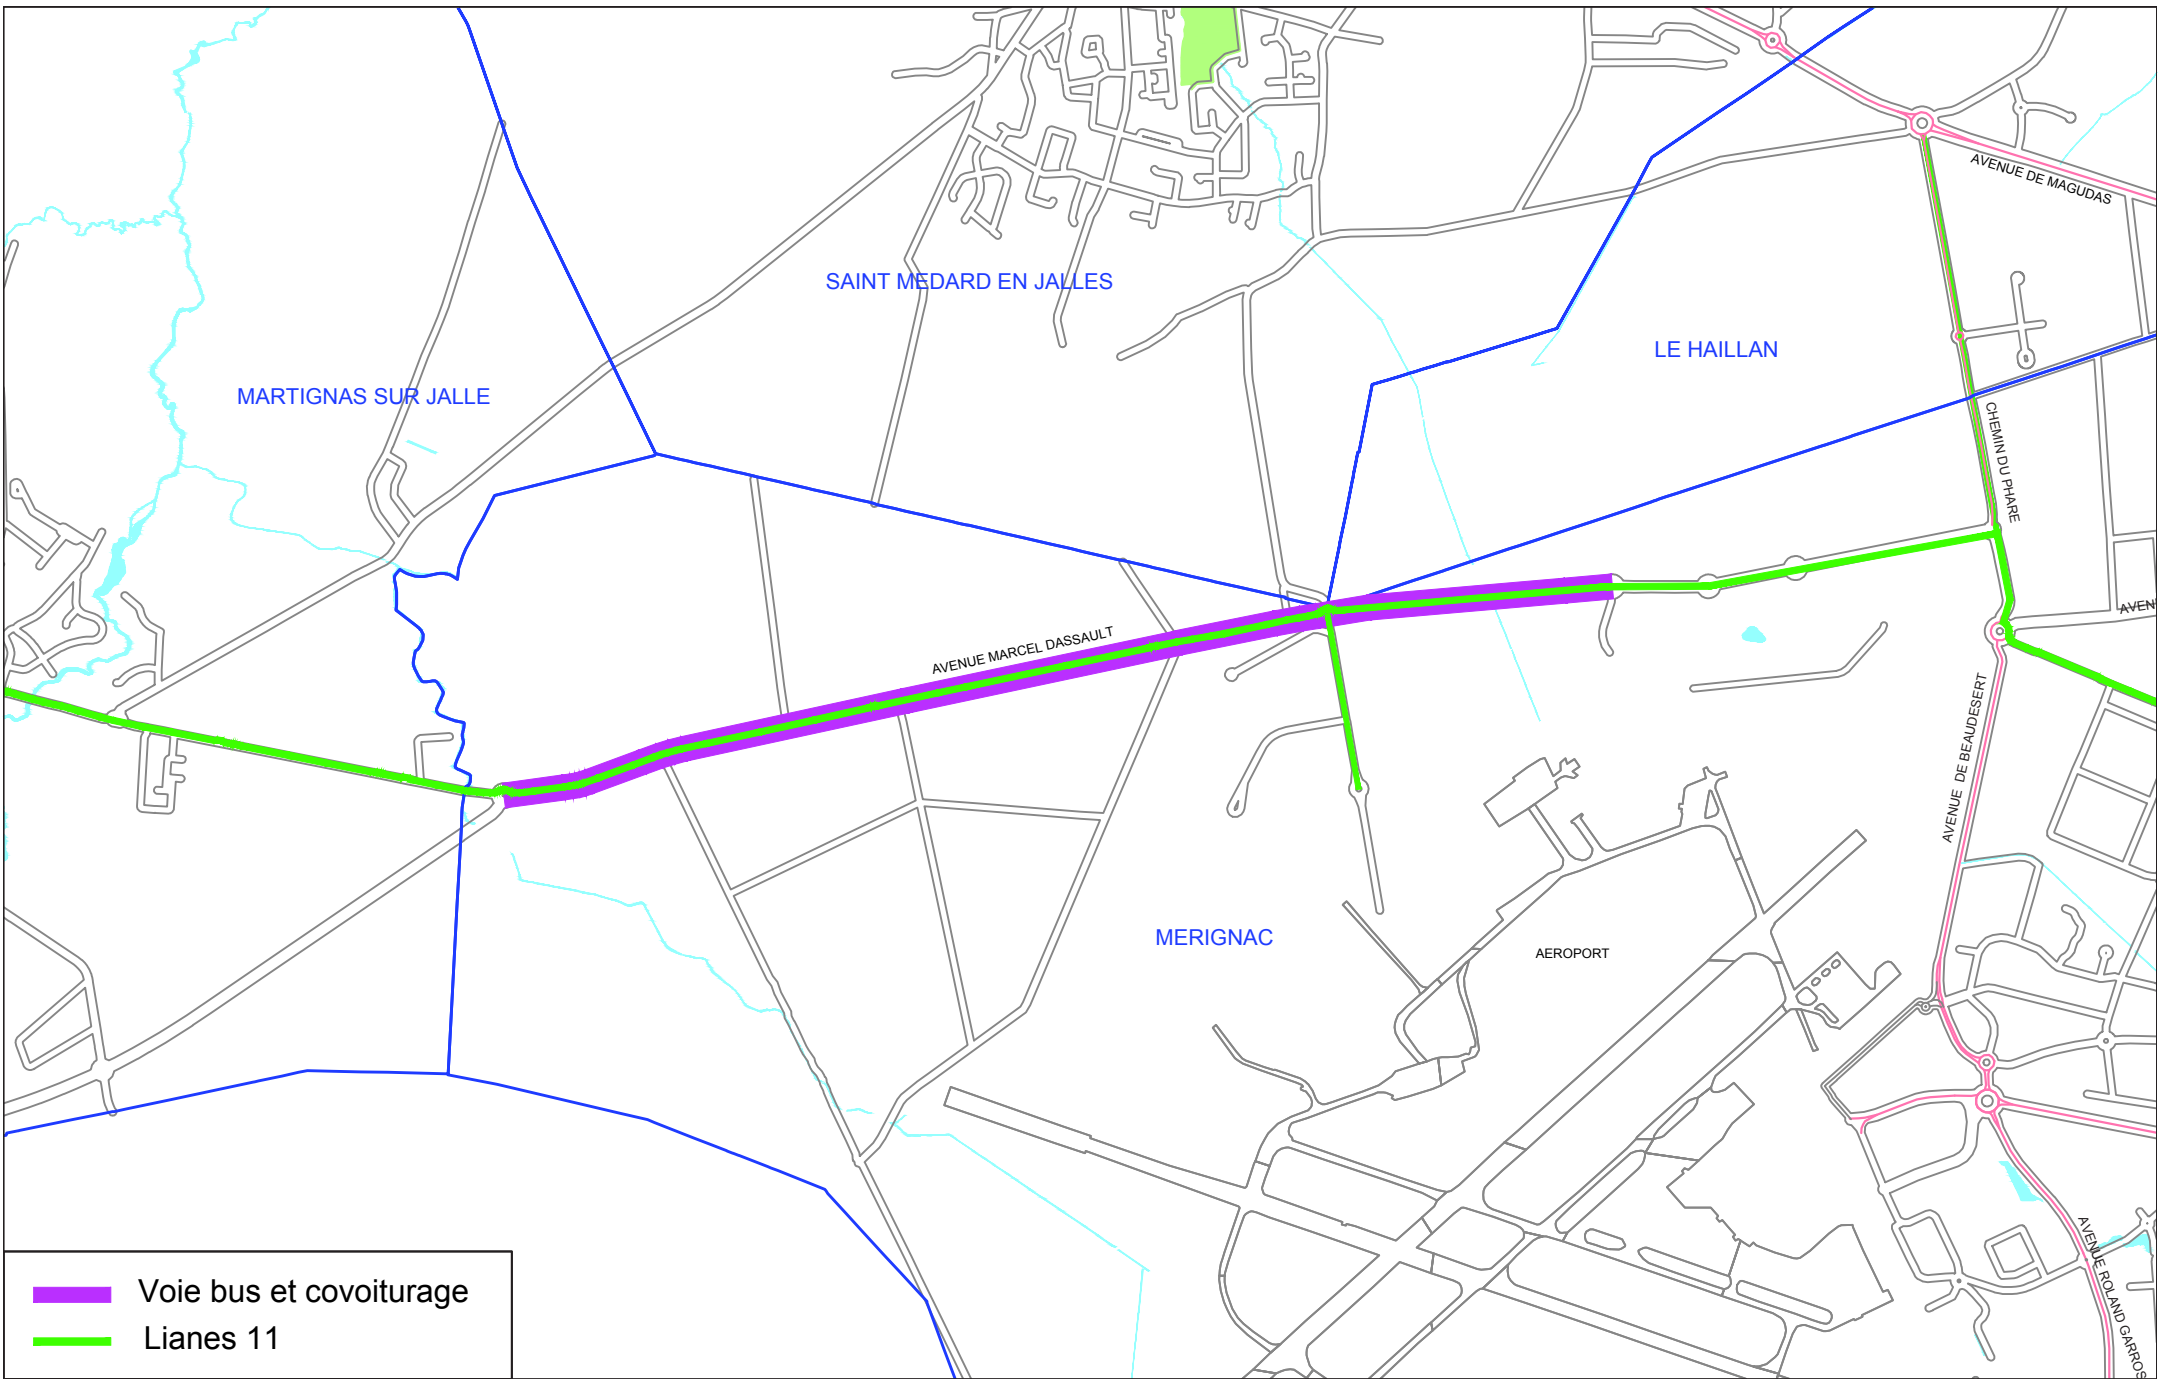 AVENUE DE MAGUDAS
SAINT MEDARD EN JALLES
LE HAILLAN
MARTIGNAS SUR JALLE
CHEMIN DU PHARE
AVEN
AVENUE MARCEL DASSAULT
AVENUE DE BEAUDESERT
MERIGNAC
AEROPORT
AVENUE ROLAND GARROS
Voie bus et covoiturage
Lianes 11